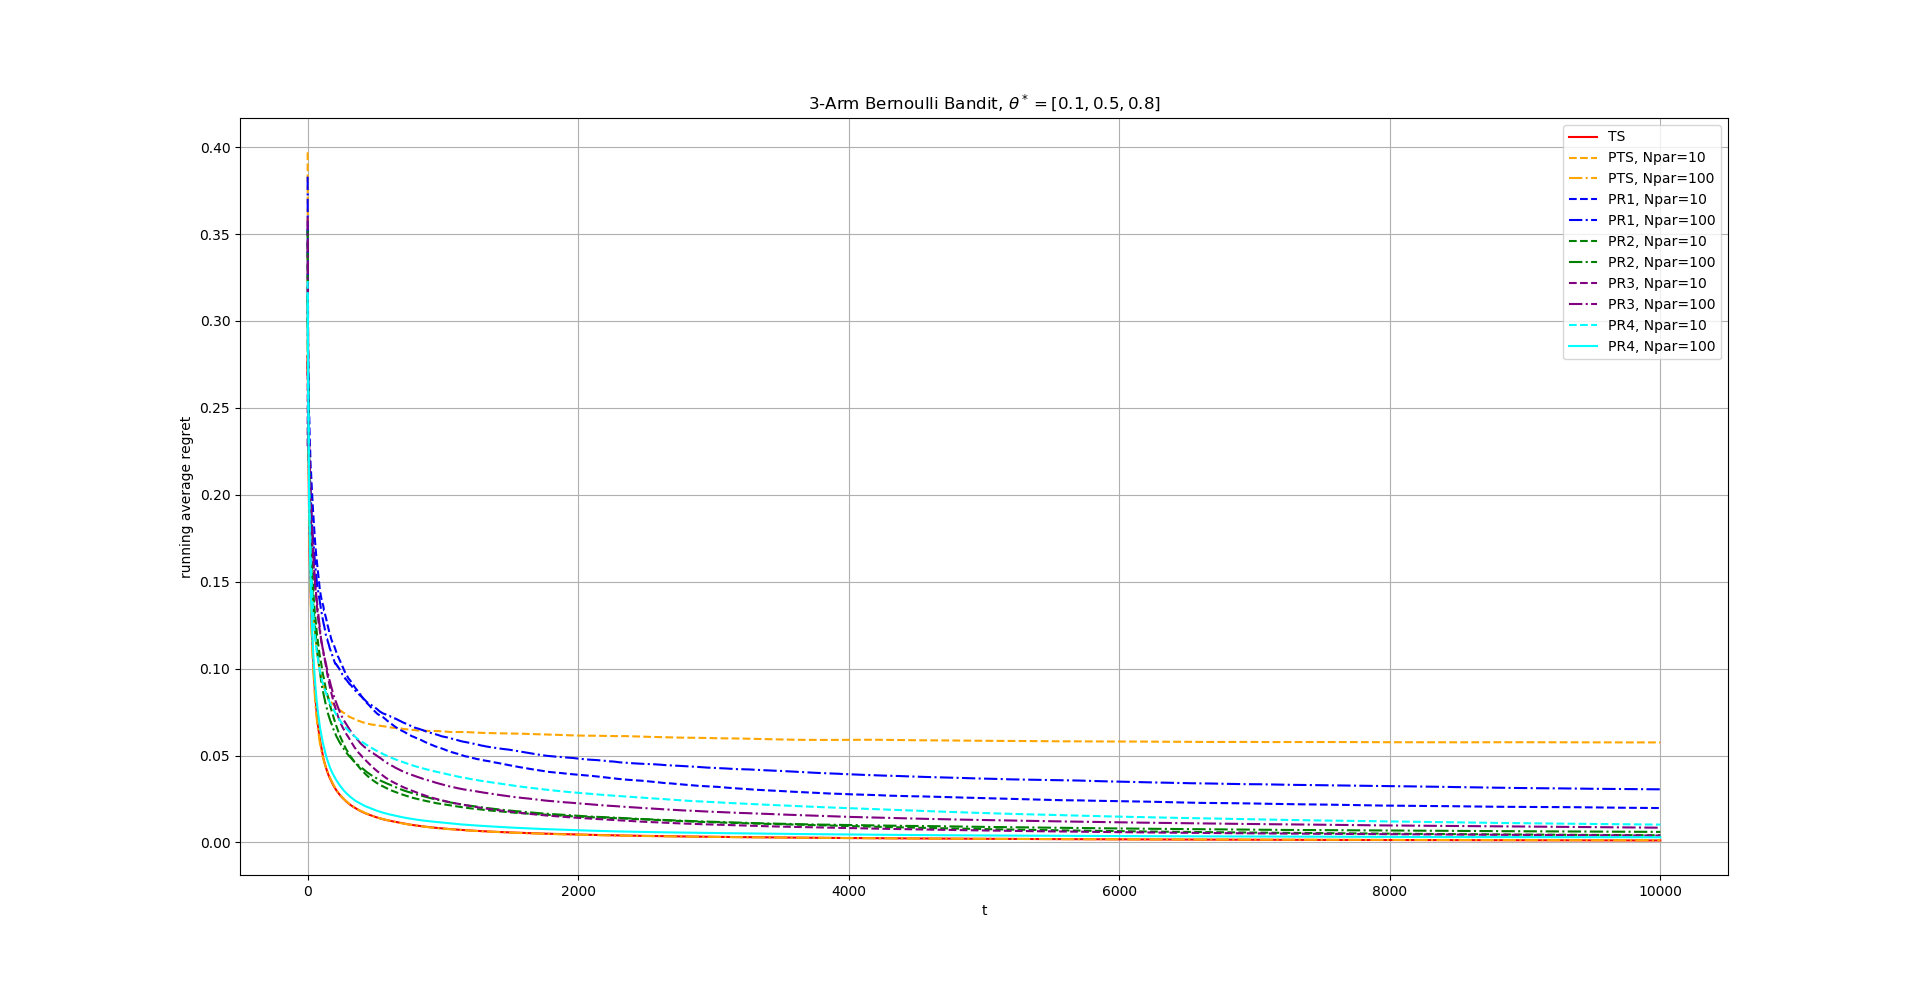 3-Arm Bernoulli Bandit, θ* = [0.1, 0.5, 0.8]
TS
PTS, Npar=10
PTS, Npar=100
PR1, Npar=10
PR1, Npar=100
PR2, Npar=10
PR2, Npar=100
PR3, Npar=10
PR3, Npar=100
PR4, Npar=10
PR4, Npar=100
running average regret
0.40
0.35
0.30
0.25
0.20
0.15
0.10
0.05
0.00
0 2000 4000 6000 8000 10000
t